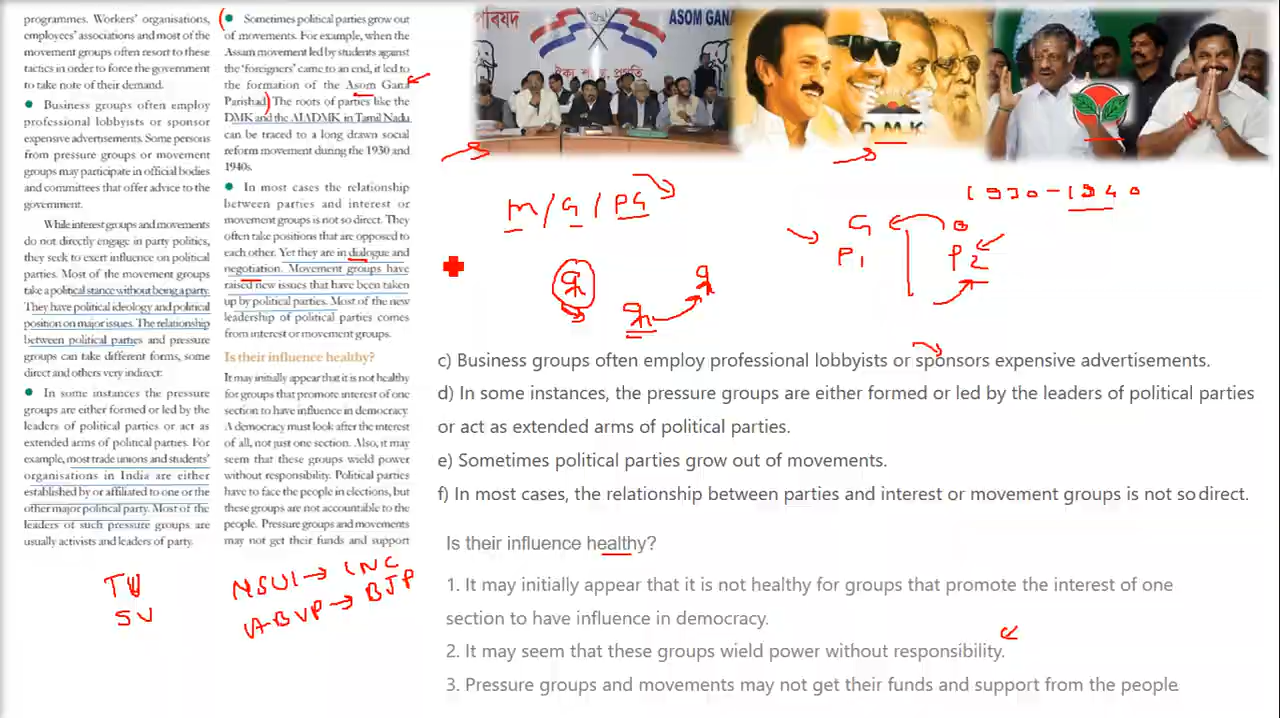 programmes. Workers' organisations,
employees' associations and most of the
movement groups often resort to these
tactics in order to force the government
to take note of their demand.
● Business groups often employ
professional lobbyists or sponsor
expensive advertisements. Some persons
from pressure groups or movement
groups may participate in official bodies
and committees that offer advice to the
government.
While interest groups and movements
do not directly engage in party politics,
they seek to exert influence on political
parties. Most of the movement groups
take a political stance without being a party.
They have political ideology and political
position on major issues. The relationship
between political parties and pressure
groups can take different forms, some
direct and others very indirect:
● In some instances the pressure
groups are either formed or led by the
leaders of political parties or act as
extended arms of political parties. For
example, most trade unions and students'
organisations in India are either
established by or affiliated to one or the
other major political party. Most of the
leaders of such pressure groups are
usually activists and leaders of party.
TU
SU
● Sometimes political parties grow out
of movements. For example, when the
Assam movement led by students against
the 'foreigners' came to an end, it led to
the formation of the Asom Gana
Parishad. The roots of parties like the
DMK and the AIADMK in Tamil Nadu
can be traced to a long drawn social
reform movement during the 1930 and
1940s.
● In most cases the relationship
between parties and interest or
movement groups is not so direct. They
often take positions that are opposed to
each other. Yet they are in dialogue and
negotiation. Movement groups have
raised new issues that have been taken
up by political parties. Most of the new
leadership of political parties comes
from interest or movement groups.
Is their influence healthy?
It may initially appear that it is not healthy
for groups that promote interest of one
section to have influence in democracy.
A democracy must look after the interest
of all, not just one section. Also, it may
seem that these groups wield power
without responsibility. Political parties
have to face the people in elections, but
these groups are not accountable to the
people. Pressure groups and movements
may not get their funds and support
NSUI → INC
ABVP → BJP
পৰিষদ
ASOM GANA
DMK
M/G/PG
1930-1940
G O
P1 P2
c) Business groups often employ professional lobbyists or sponsors expensive advertisements.
d) In some instances, the pressure groups are either formed or led by the leaders of political parties
or act as extended arms of political parties.
e) Sometimes political parties grow out of movements.
f) In most cases, the relationship between parties and interest or movement groups is not so direct.
Is their influence healthy?
1. It may initially appear that it is not healthy for groups that promote the interest of one
section to have influence in democracy.
2. It may seem that these groups wield power without responsibility.
3. Pressure groups and movements may not get their funds and support from the people